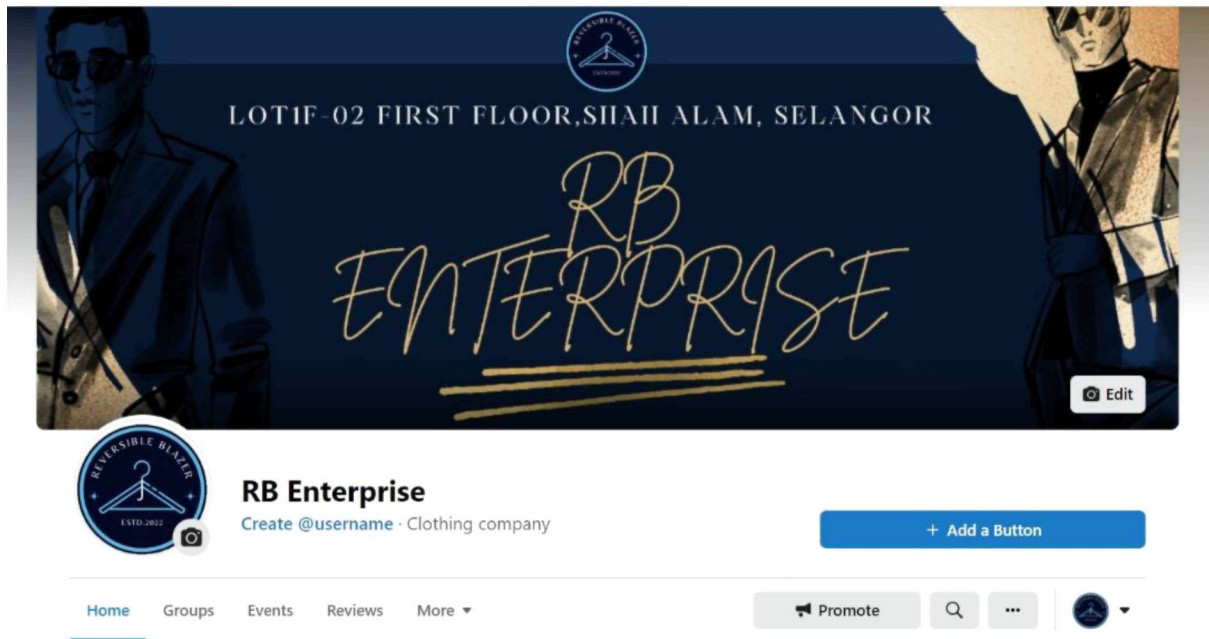 REVERSIBLE BLAZER
LOT1F-02 FIRST FLOOR,SHAH ALAM, SELANGOR
RB
ENTERPRISE
Edit
REVERSIBLE BLAZER
ESTD.2022
RB Enterprise
Create @username · Clothing company
+ Add a Button
Home Groups Events Reviews More
Promote